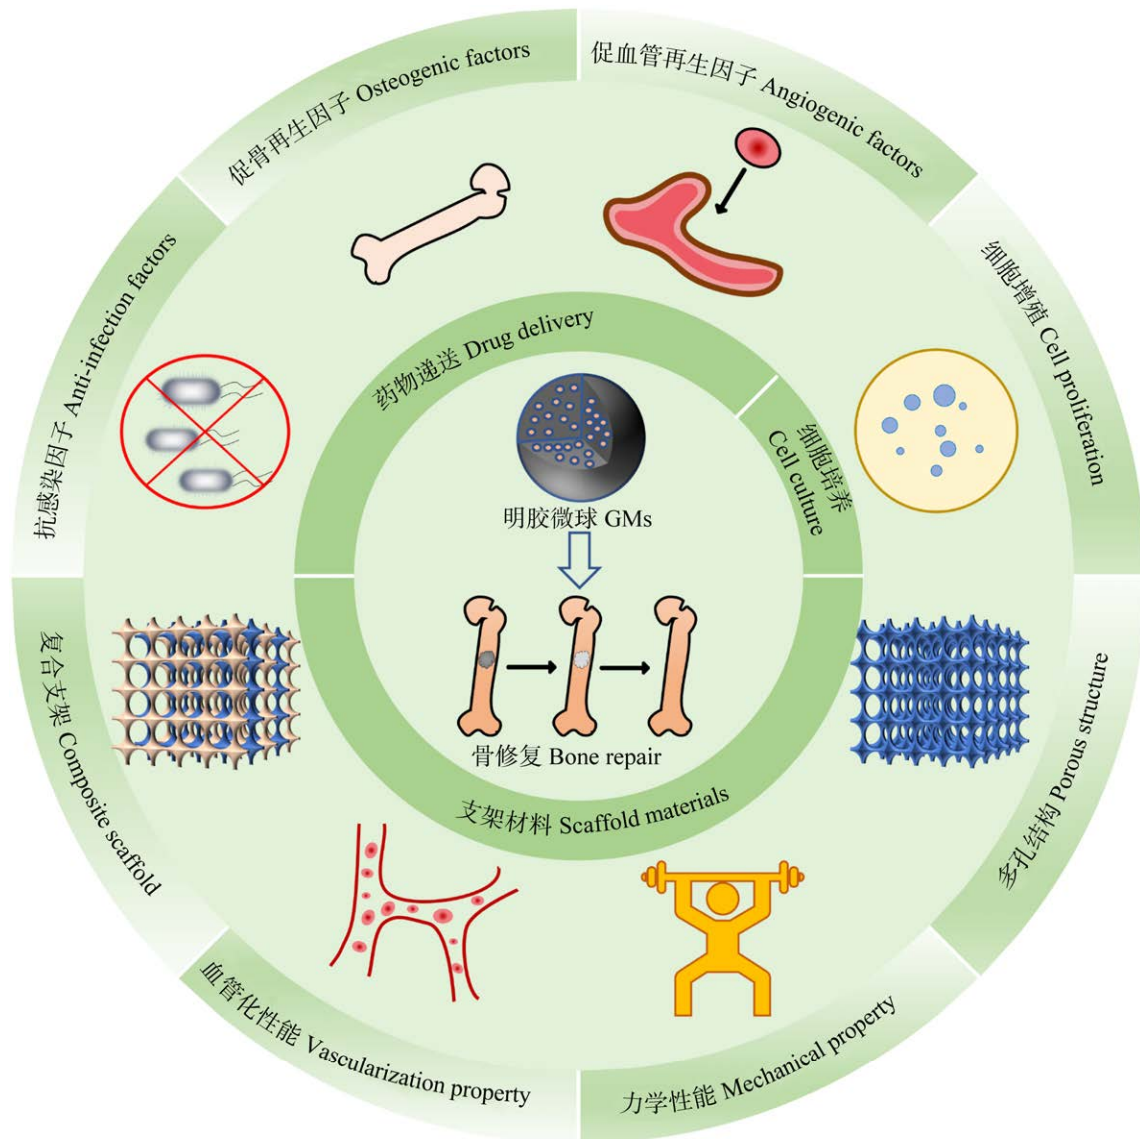 促骨再生因子 Osteogenic factors
促血管再生因子 Angiogenic factors
细胞增殖 Cell proliferation
多孔结构 Porous structure
力学性能 Mechanical property
血管化性能 Vascularization property
复合支架 Composite scaffold
抗感染因子 Anti-infection factors
药物递送 Drug delivery
细胞培养
Cell culture
支架材料 Scaffold materials
明胶微球 GMs
骨修复 Bone repair